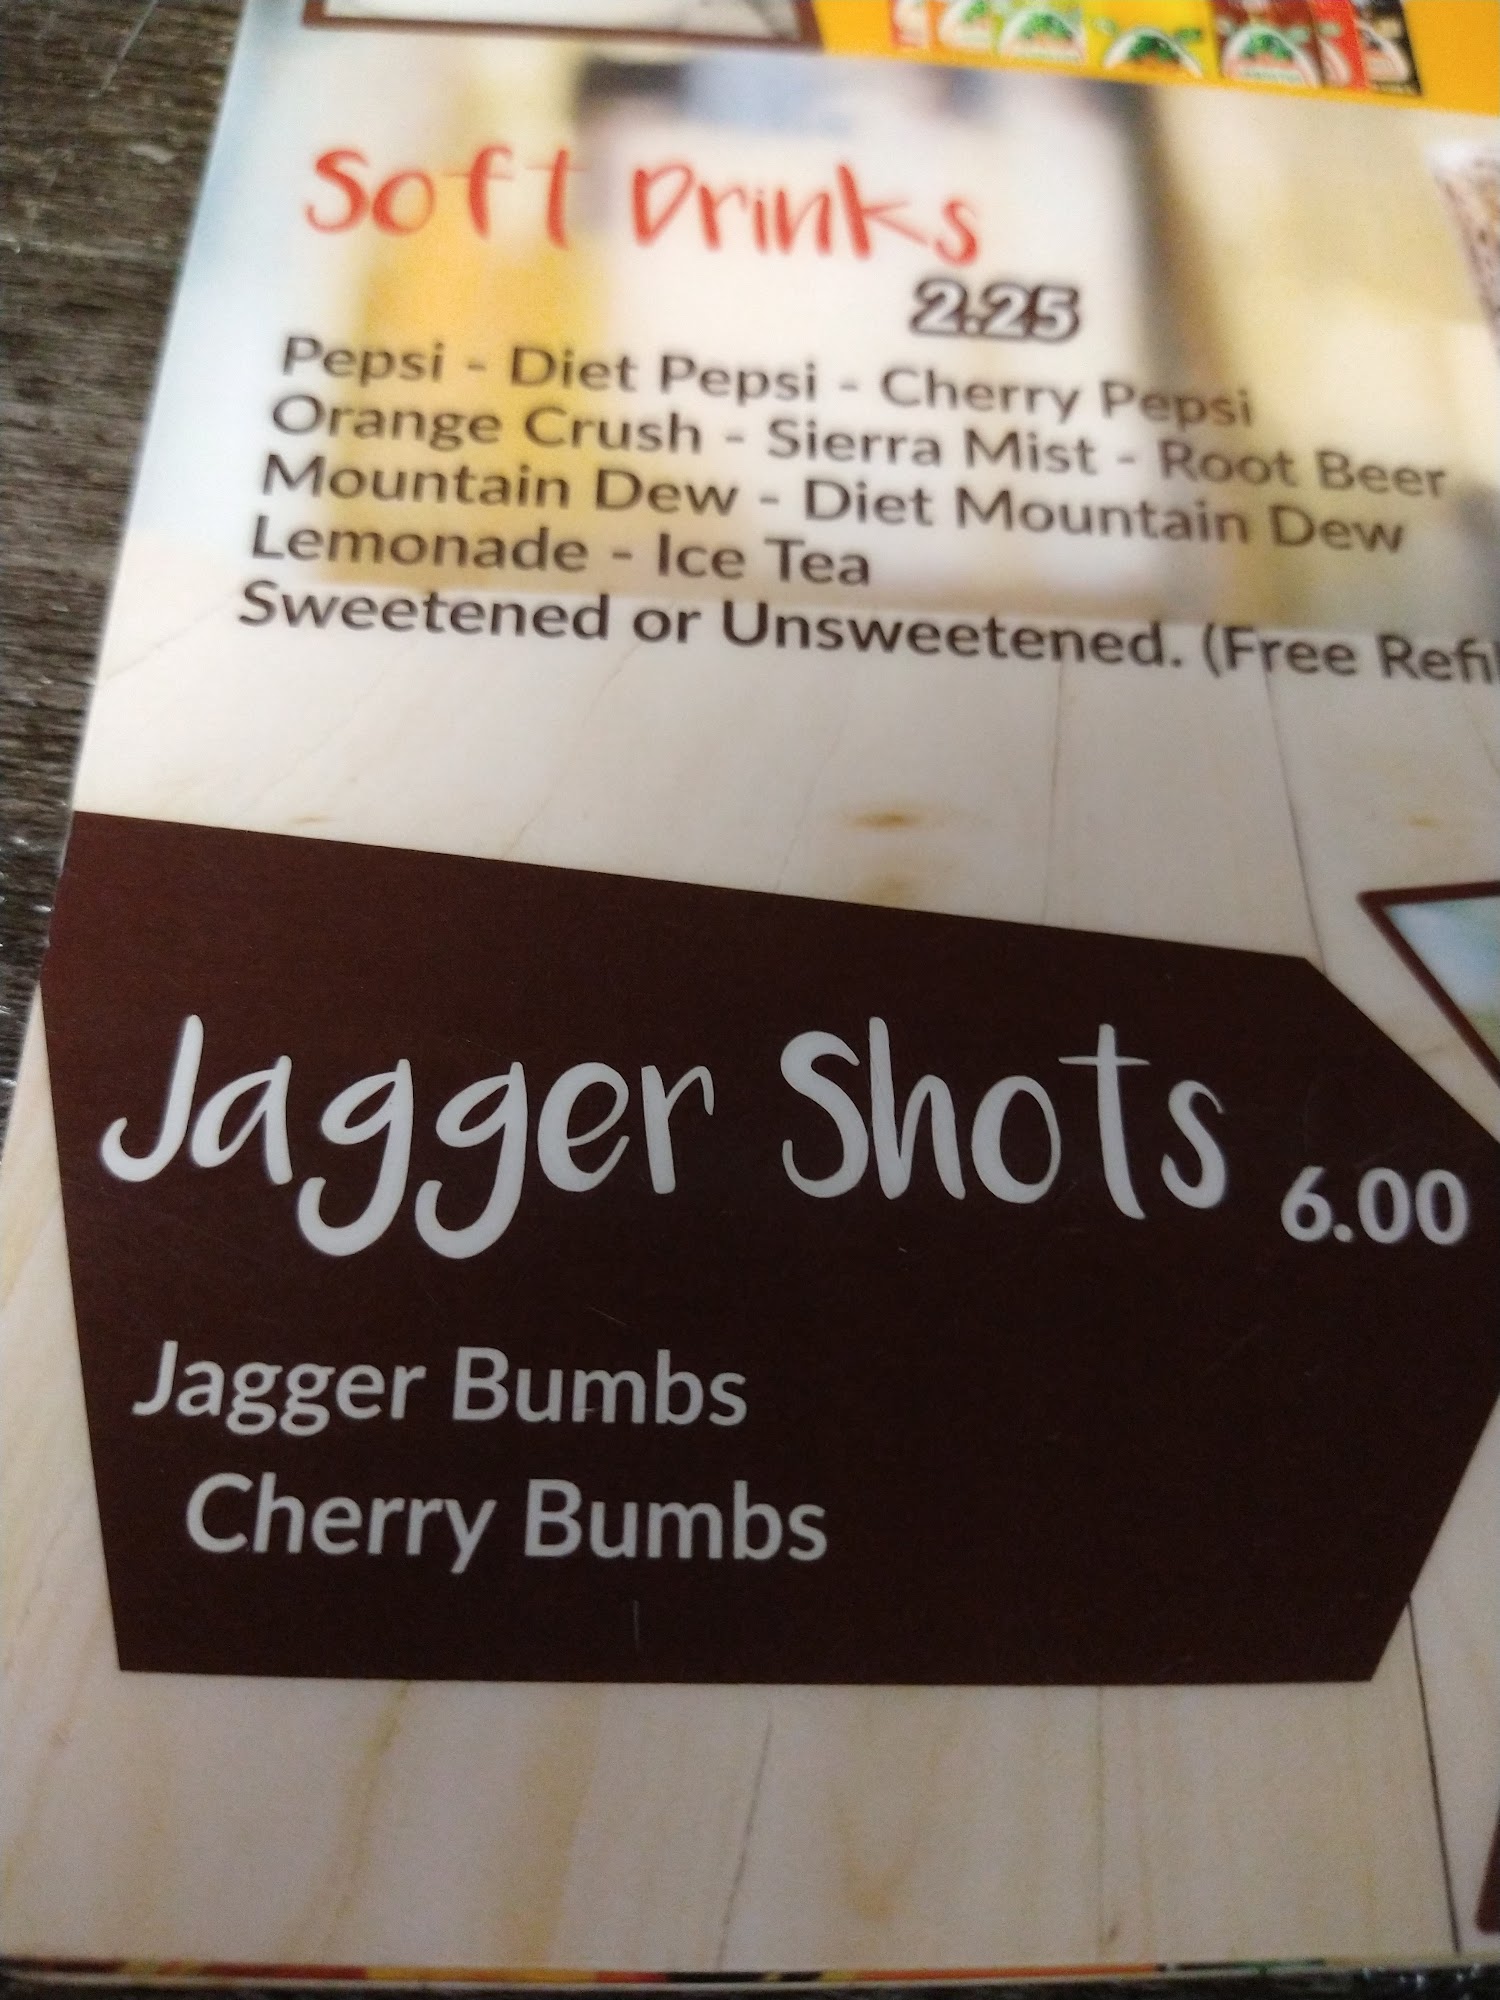 Soft Drinks
2.25
Pepsi - Diet Pepsi - Cherry Pepsi
Orange Crush - Sierra Mist - Root Beer
Mountain Dew - Diet Mountain Dew
Lemonade - Ice Tea
Sweetened or Unsweetened. (Free Refil
Jagger Shots 6.00
Jagger Bumbs
Cherry Bumbs